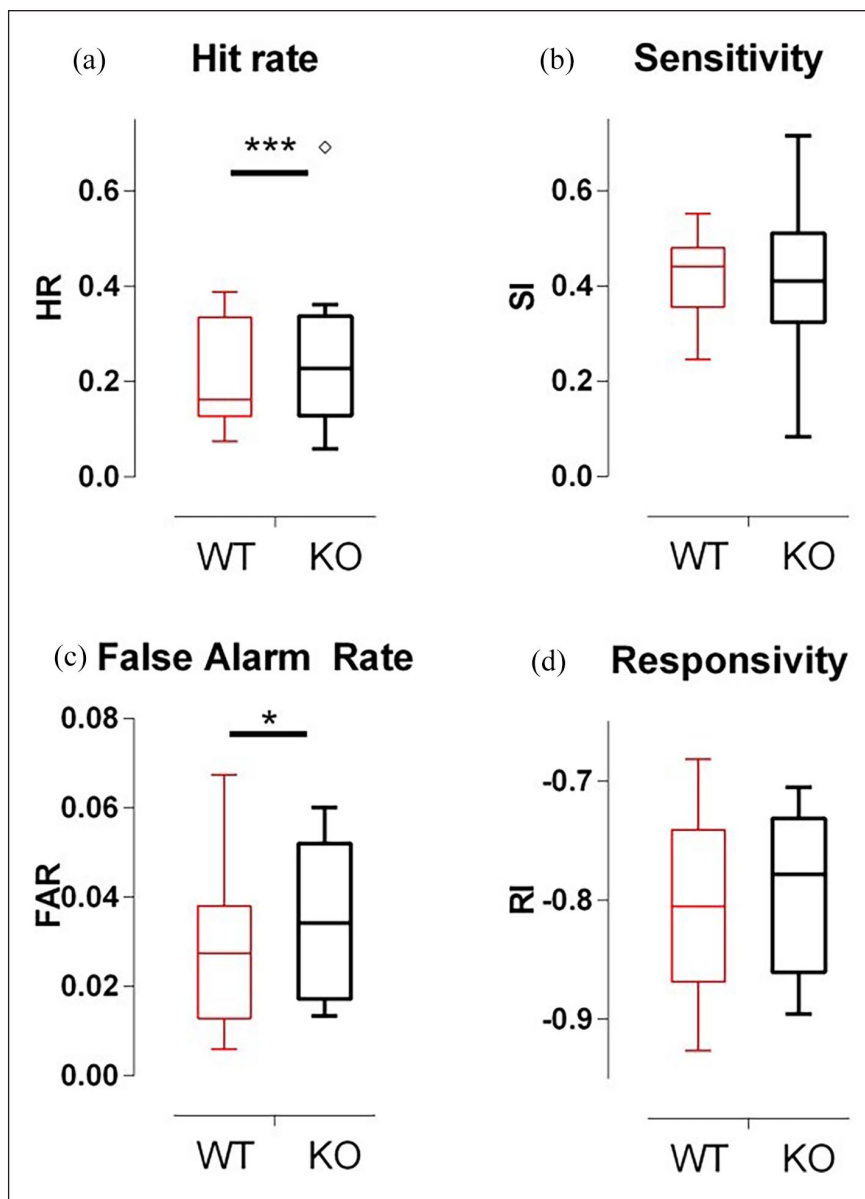 (a) Hit rate
***
HR
0.6
0.4
0.2
0.0
WT KO
(b) Sensitivity
SI
0.6
0.4
0.2
0.0
WT KO
(c) False Alarm Rate
*
FAR
0.08
0.06
0.04
0.02
0.00
WT KO
(d) Responsivity
RI
-0.7
-0.8
-0.9
WT KO